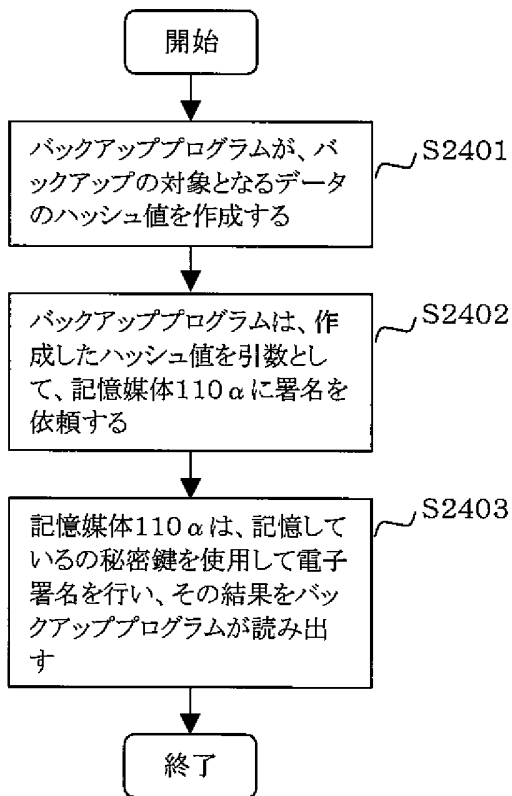 開始
バックアッププログラムが、バ
ックアップの対象となるデータ
のハッシュ値を作成する
S2401
バックアッププログラムは、作
成したハッシュ値を引数とし
て、記憶媒体110αに署名を
依頼する
S2402
記憶媒体110αは、記憶して
いるの秘密鍵を使用して電子
署名を行い、その結果をバッ
クアッププログラムが読み出
す
S2403
終了